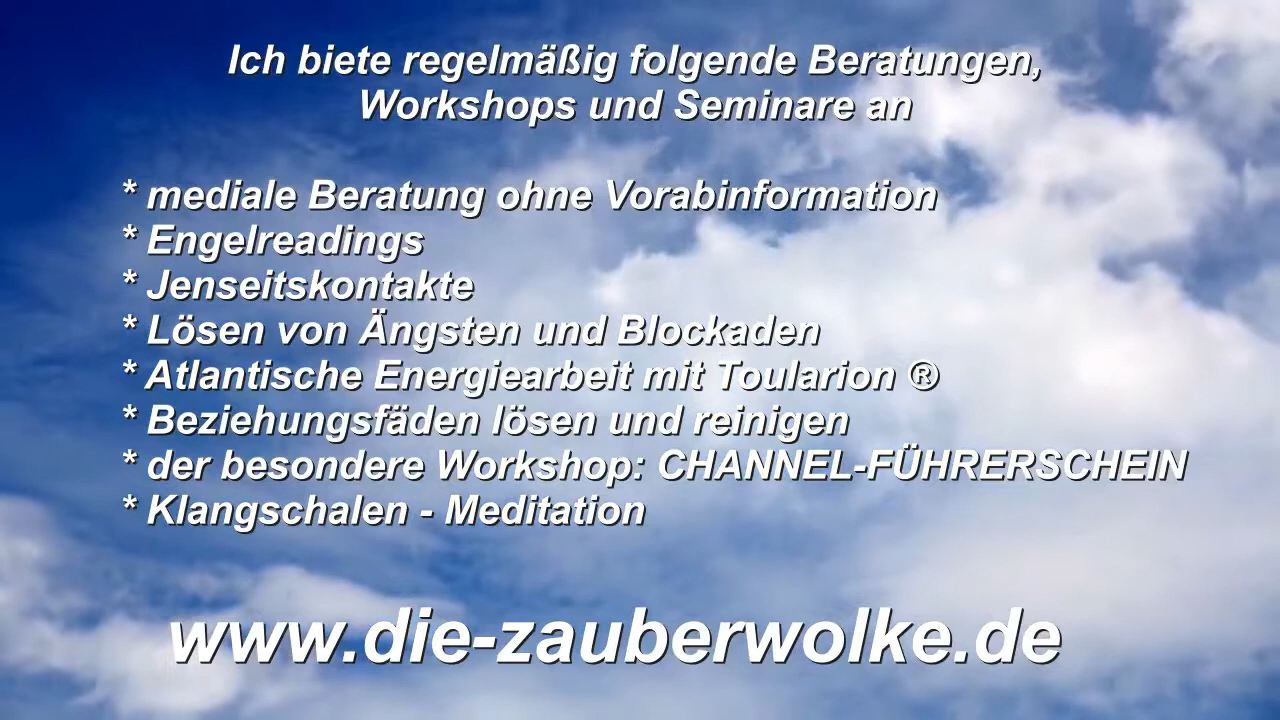 Ich biete regelmäßig folgende Beratungen,
Workshops und Seminare an
* mediale Beratung ohne Vorabinformation
* Engelreadings
* Jenseitskontakte
* Lösen von Ängsten und Blockaden
* Atlantische Energiearbeit mit Toularion ®
* Beziehungsfäden lösen und reinigen
* der besondere Workshop: CHANNEL-FÜHRERSCHEIN
* Klangschalen - Meditation
www.die-zauberwolke.de